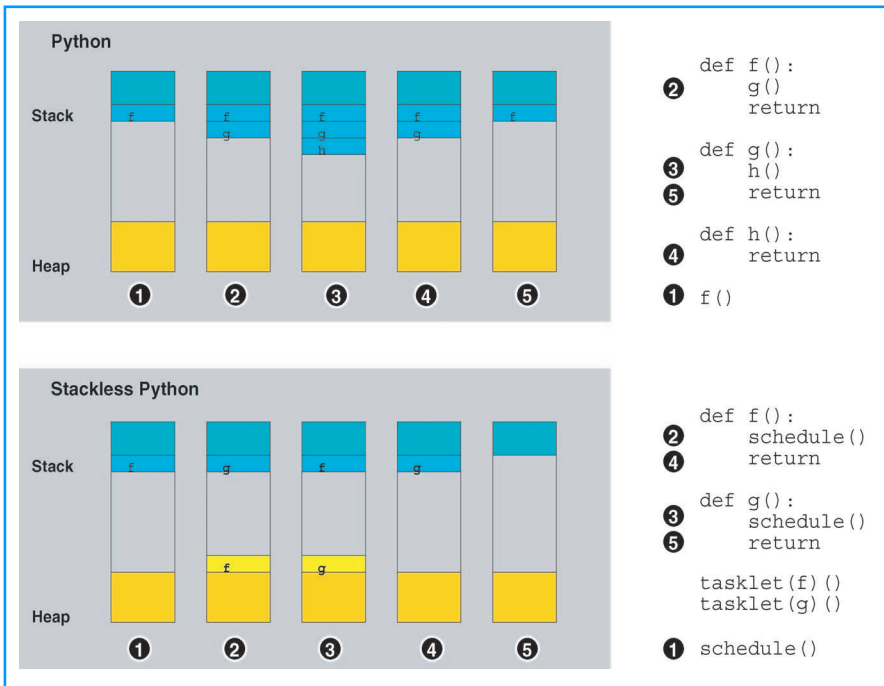 Python
Stack
f f f f f
g g g
h
Heap
1 2 3 4 5
def f():
2 g()
return
def g():
3 h()
5 return
def h():
4 return
1 f()
Stackless Python
Stack
f g f g
f g
Heap
1 2 3 4 5
def f():
2 schedule()
4 return
def g():
3 schedule()
5 return
tasklet(f)()
tasklet(g)()
1 schedule()